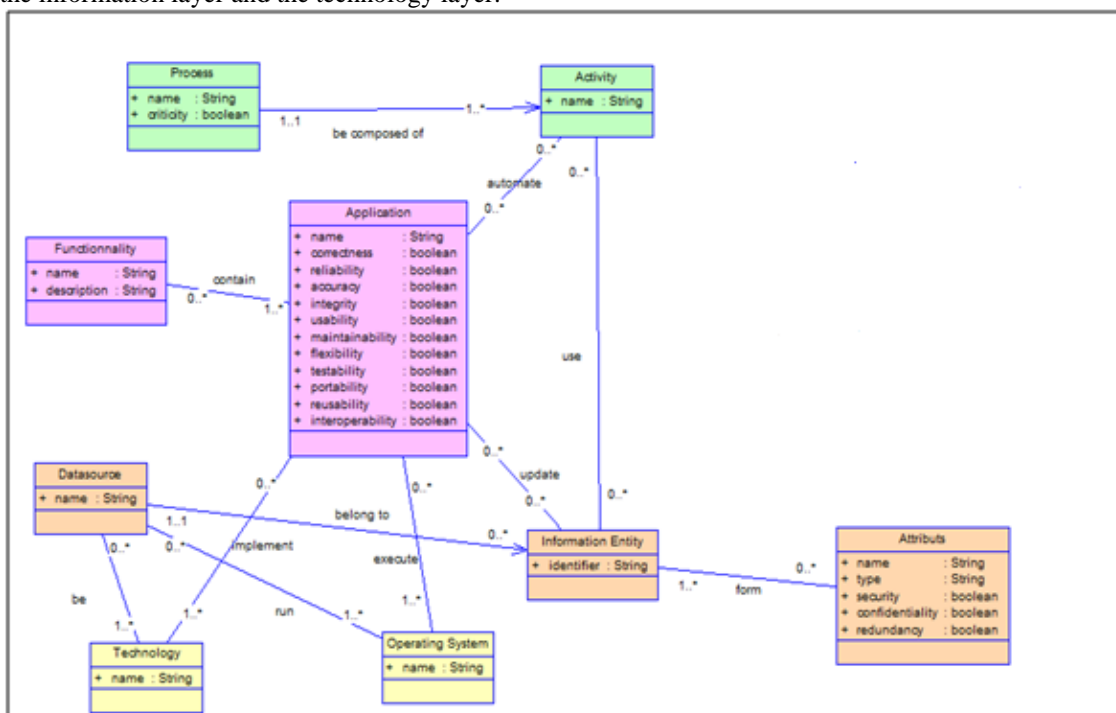 the information layer and the technology layer.
Process
+ name : String
+ criticity : boolean
Activity
+ name : String
1..1
1..*
be composed of
0..*
0..*
automate
0..*
Application
+ name : String
+ correctness : boolean
+ reliability : boolean
+ accuracy : boolean
+ integrity : boolean
+ usability : boolean
+ maintainability : boolean
+ flexibility : boolean
+ testability : boolean
+ portability : boolean
+ reusability : boolean
+ interoperability : boolean
Functionnality
+ name : String
+ description : String
contain
0..*
1..*
use
0..*
update
0..*
0..*
Datasource
+ name : String
0..*
0..*
1..1
belong to
0..*
Information Entity
+ identifier : String
Attributs
+ name : String
+ type : String
+ security : boolean
+ confidentiality : boolean
+ redundancy : boolean
0..*
1..*
form
0..*
0..*
implement
execute
be
1..*
1..*
run
1..*
1..*
Technology
+ name : String
Operating System
+ name : String